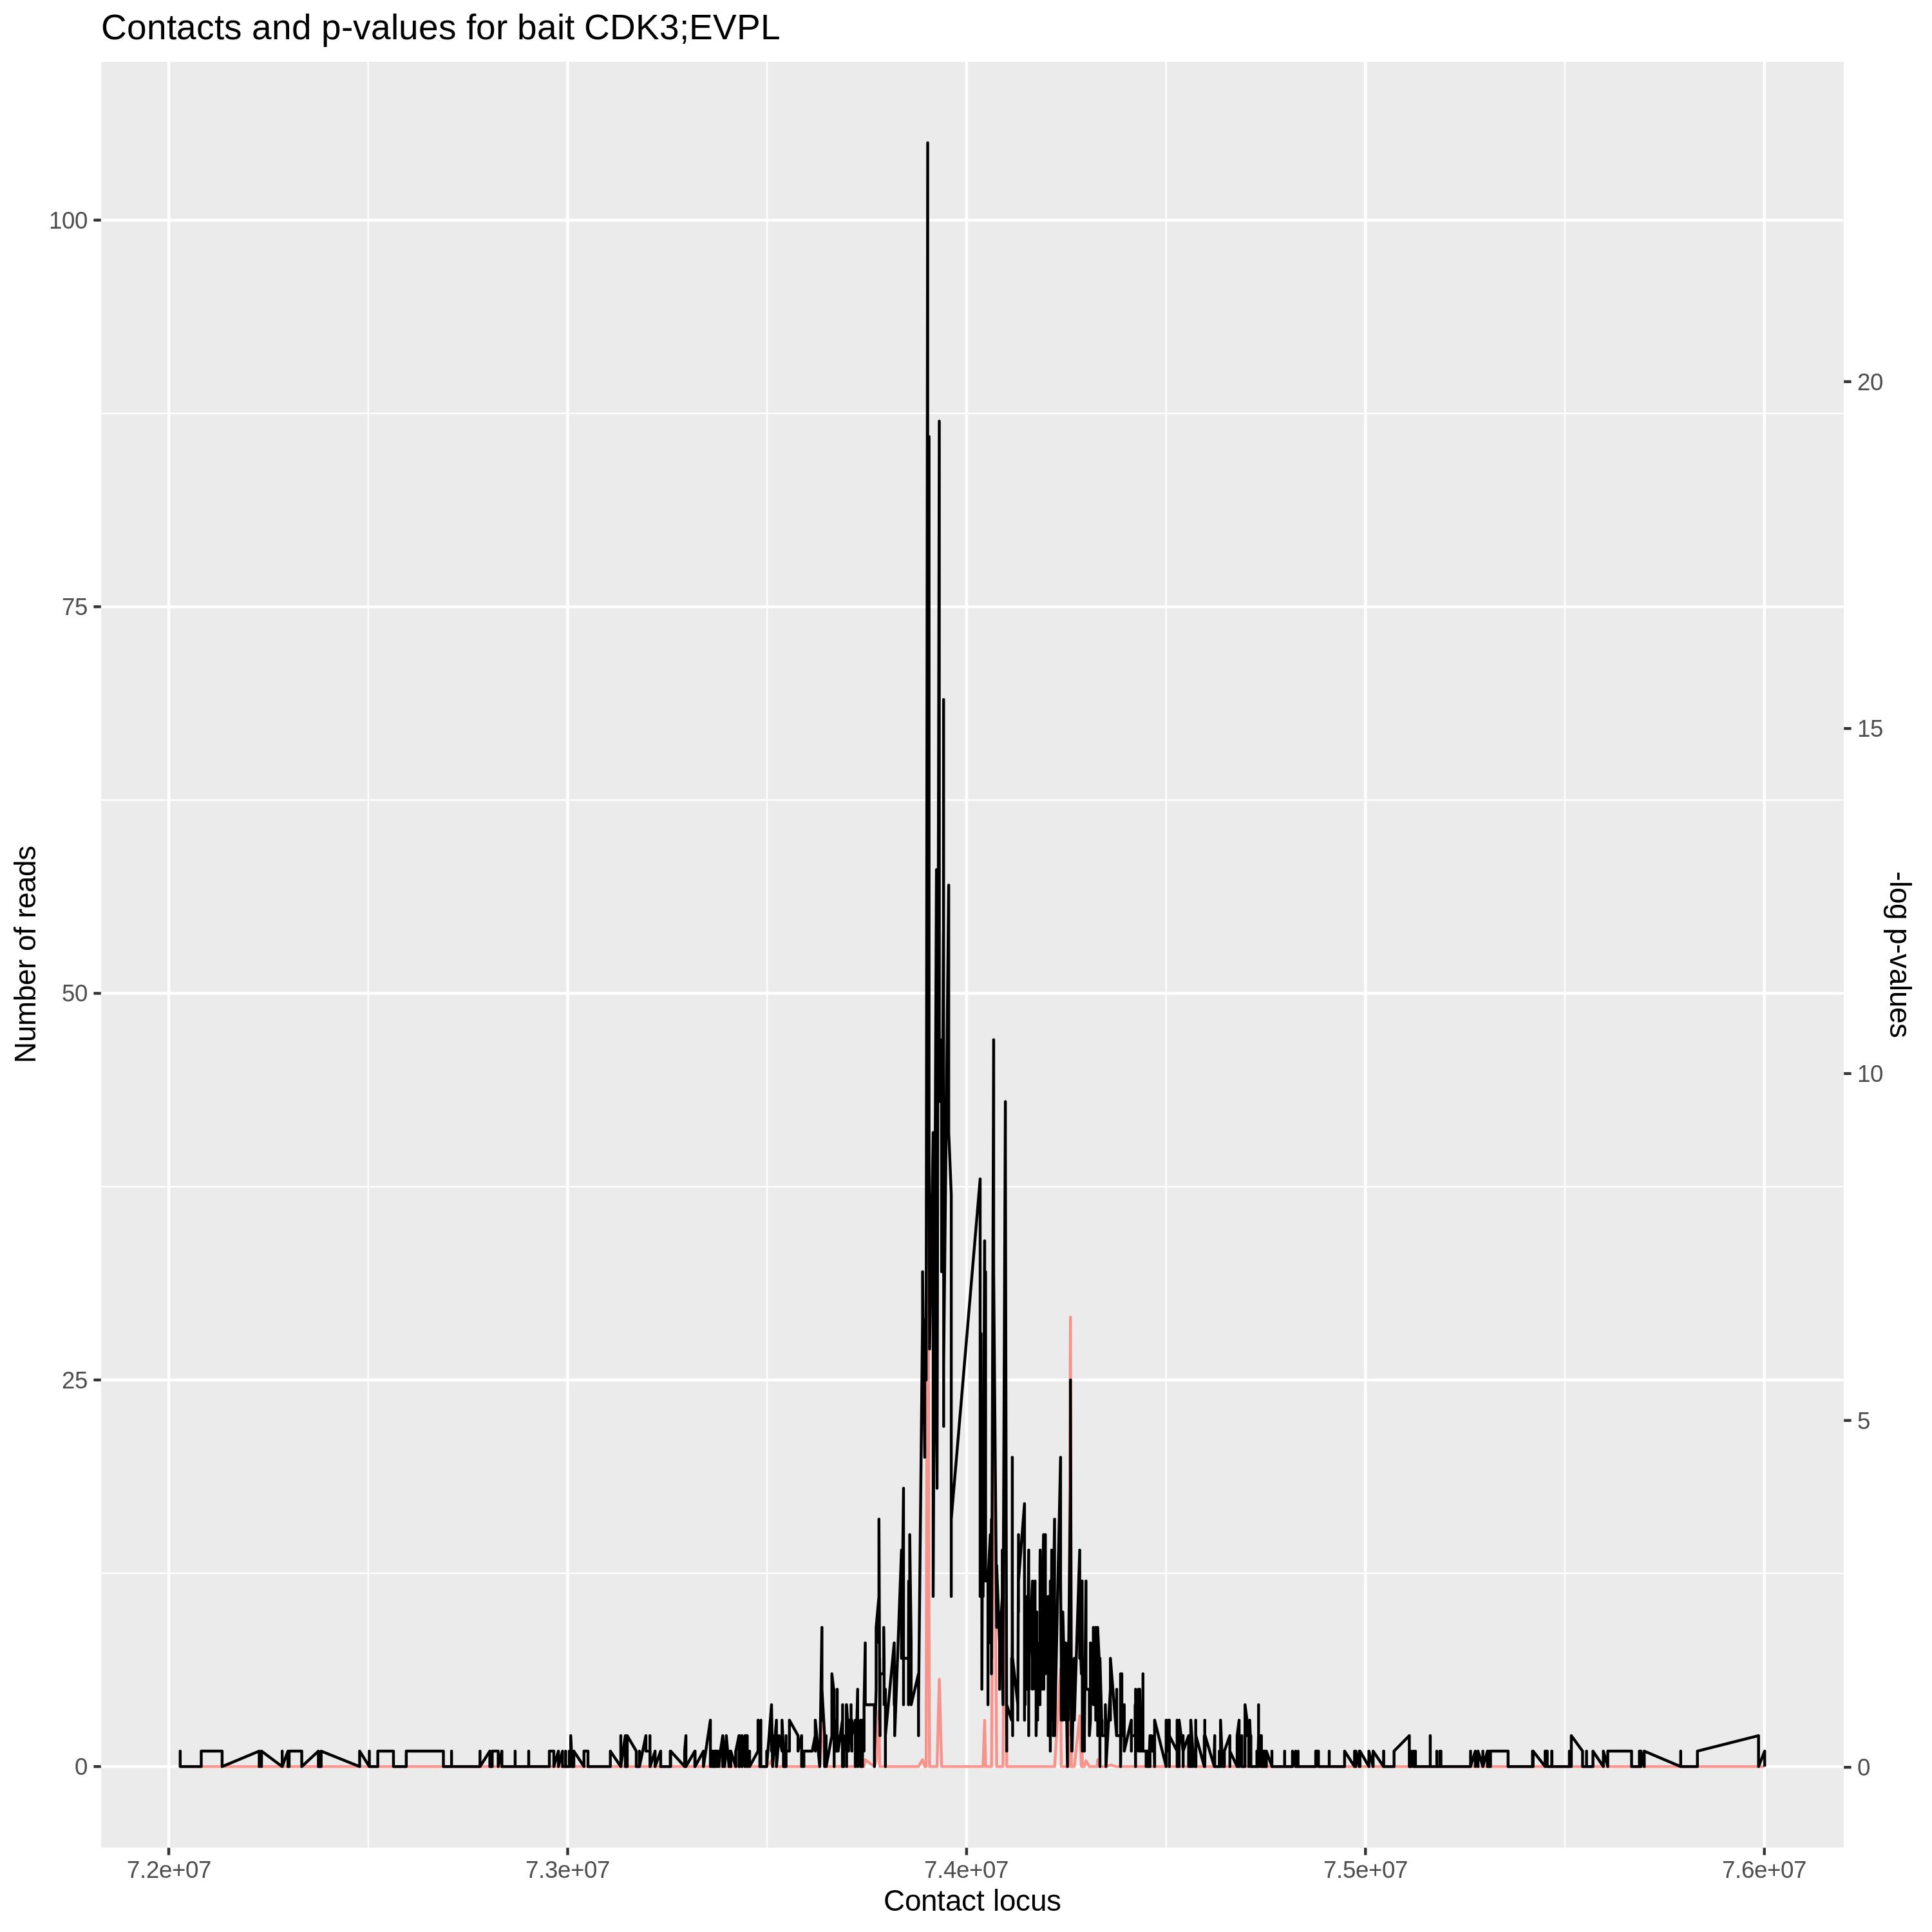 Contacts and p-values for bait CDK3;EVPL
100
75
50
25
0
Number of reads
20
15
10
5
0
-log p-values
7.2e+07
7.3e+07
7.4e+07
7.5e+07
7.6e+07
Contact locus